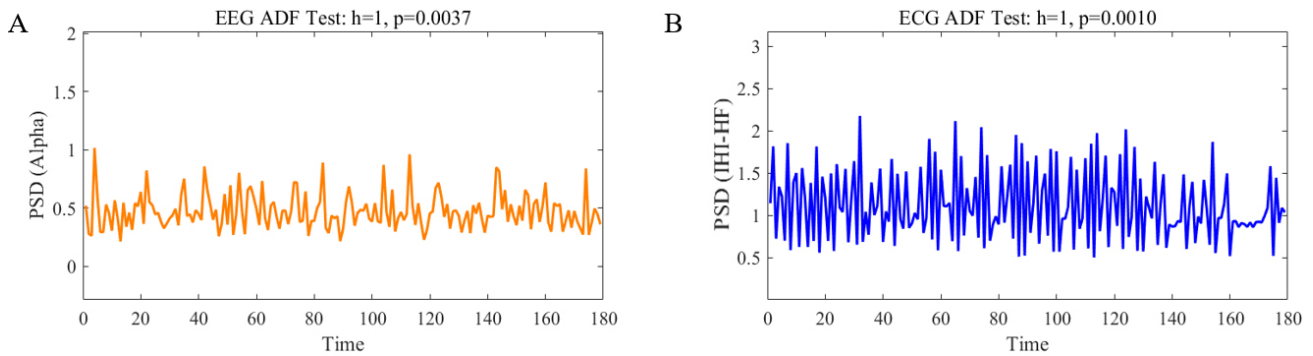 A
EEG ADF Test: h=1, p=0.0037
2
1.5
1
0.5
0
PSD (Alpha)
0 20 40 60 80 100 120 140 160 180
Time
B
ECG ADF Test: h=1, p=0.0010
3
2.5
2
1.5
1
0.5
PSD (IHI-HF)
0 20 40 60 80 100 120 140 160 180
Time